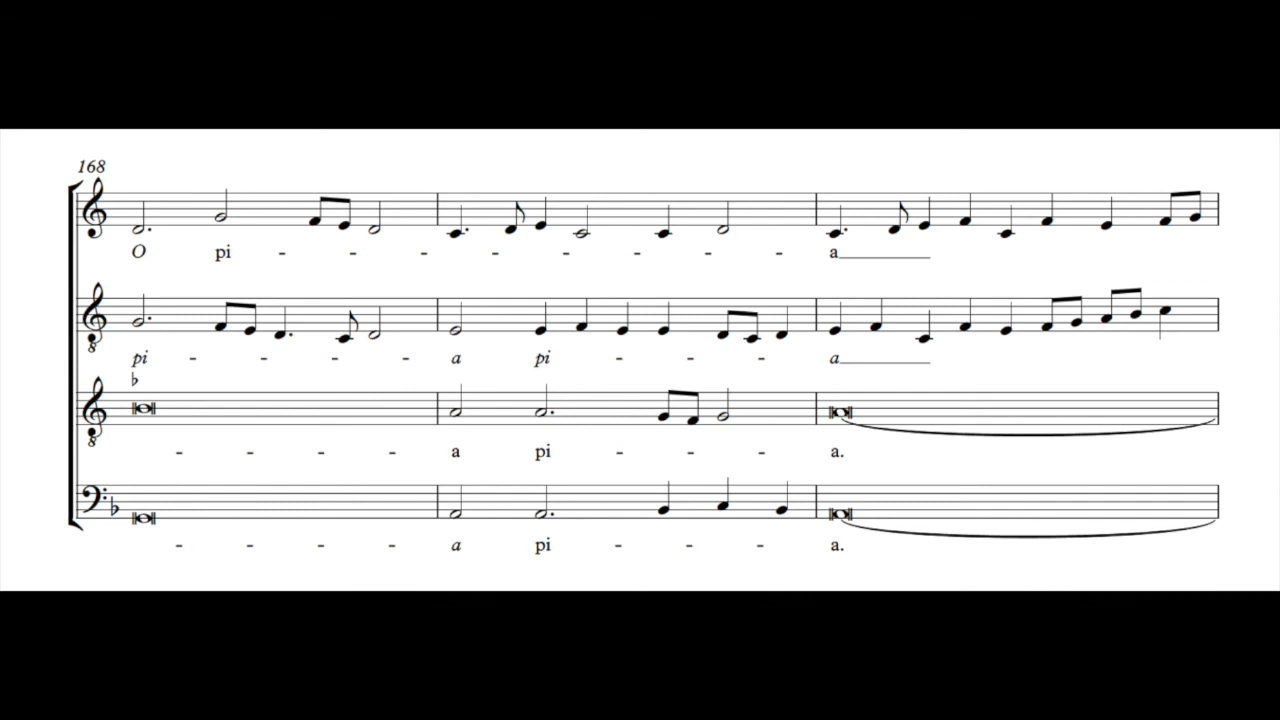 168
O pi - - - - - - - - a
pi - - - - a pi - - - a
- - - - a pi - - - a.
- - - - a pi - - - a.